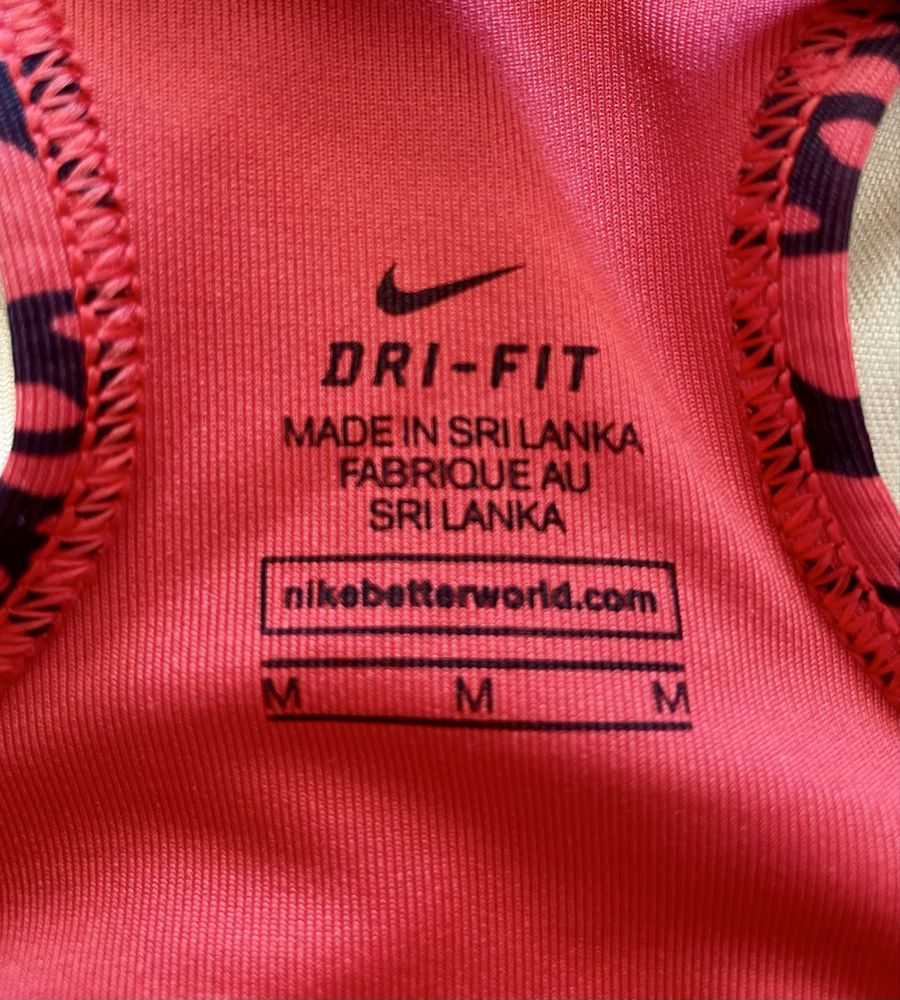 DRI-FIT
MADE IN SRI LANKA
FABRIQUE AU
SRI LANKA
nikebetterworld.com
M M M